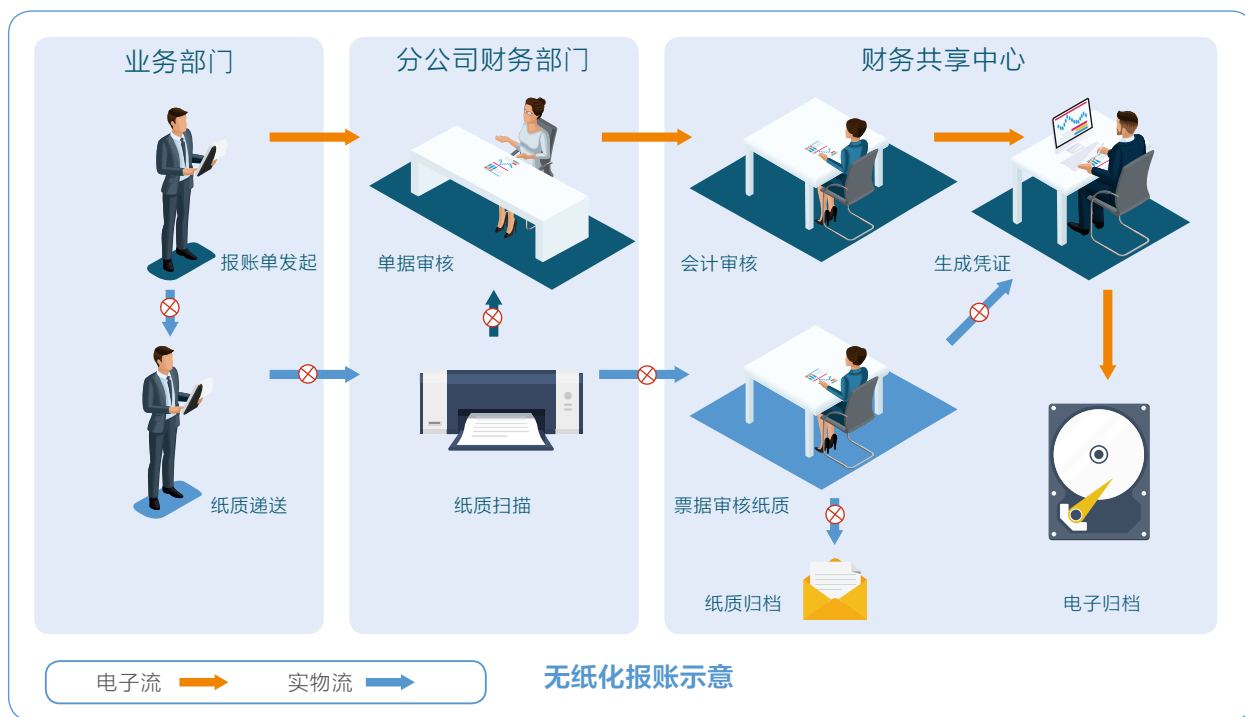 业务部门
分公司财务部门
财务共享中心
报账单发起
单据审核
会计审核
生成凭证
纸质递送
纸质扫描
票据审核纸质
纸质归档
电子归档
电子流
实物流
无纸化报账示意